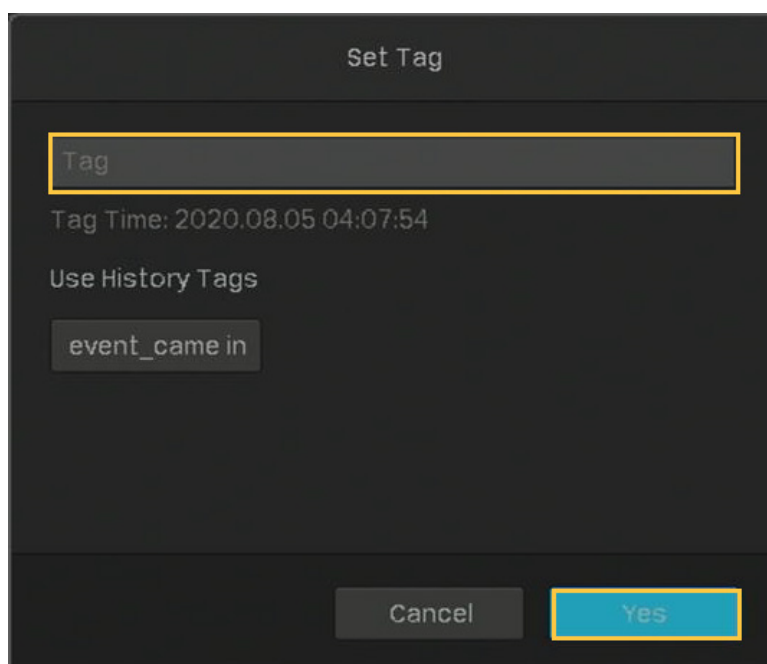 Set Tag
Tag
Tag Time: 2020.08.05 04:07:54
Use History Tags
event_came in
Cancel Yes